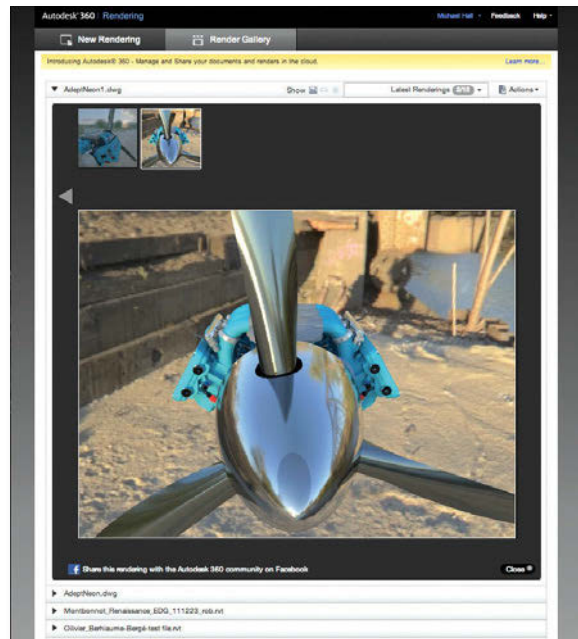 Autodesk® 360 | Rendering
Michael Hall Feedback Help
New Rendering Render Gallery
Introducing Autodesk® 360 - Manage and Share your documents and renders in the cloud. Learn more...
AdeptNeon1.dwg Show Latest Renderings Actions
Share this rendering with the Autodesk 360 community on Facebook Close
AdeptNeon.dwg
Montbonnot_Renaissance_EDG_111223_rob.rvt
Olivier_Berthiaume-Bergé test file.rvt